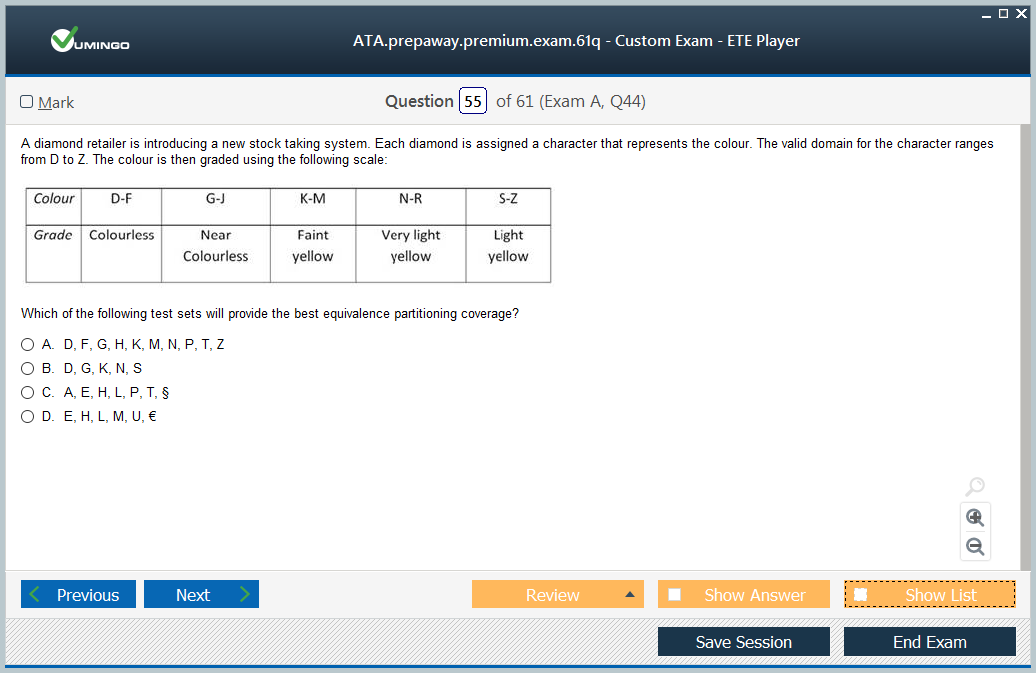 VUMINGO
ATA.prepaway.premium.exam.61q - Custom Exam - ETE Player
Mark
Question 55 of 61 (Exam A, Q44)
A diamond retailer is introducing a new stock taking system. Each diamond is assigned a character that represents the colour. The valid domain for the character ranges
from D to Z. The colour is then graded using the following scale:
Colour D-F G-J K-M N-R S-Z
Grade Colourless Near Faint Very light Light
Colourless yellow yellow yellow
Which of the following test sets will provide the best equivalence partitioning coverage?
A. D, F, G, H, K, M, N, P, T, Z
B. D, G, K, N, S
C. A, E, H, L, P, T, §
D. E, H, L, M, U, €
Previous Next Review Show Answer Show List
Save Session End Exam